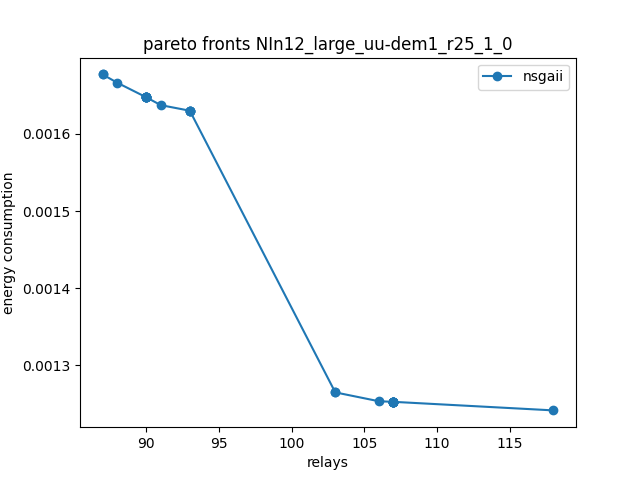 pareto fronts NIn12_large_uu-dem1_r25_1_0
nsgaii
energy consumption
0.0016
0.0015
0.0014
0.0013
90 95 100 105 110 115
relays